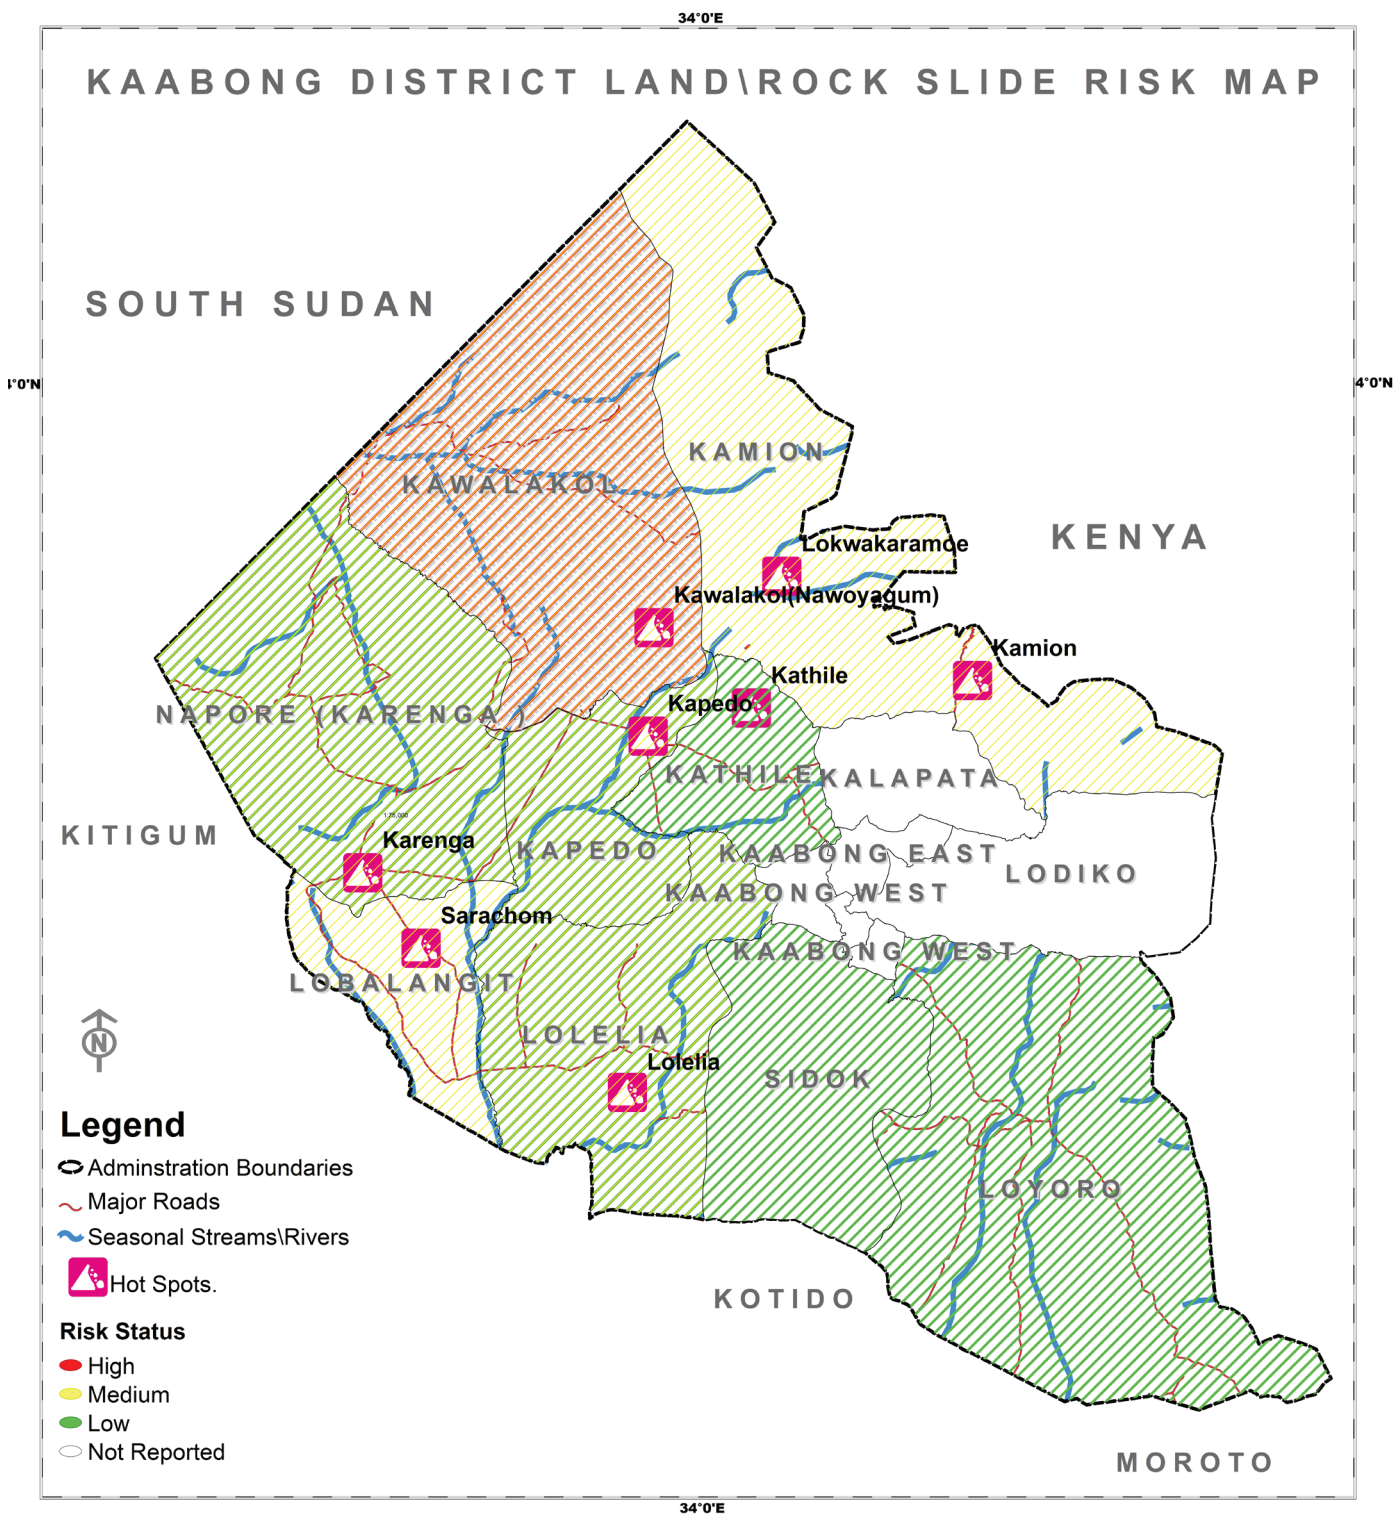 34°0'E
KAABONG DISTRICT LAND\ROCK SLIDE RISK MAP
SOUTH SUDAN
4°0'N
4°0'N
KAMION
KAWALAKOL
KENYA
Lokwakaramoe
Kawalakol(Nawoyagum)
Kamion
Kathile
Kapedo
NAPORE (KARENGA )
KATHILE
KALAPATA
1:75,000
KITIGUM
Karenga
KAPEDO
KAABONG EAST
LODIKO
KAABONG WEST
Sarachom
KAABONG WEST
LOBALANGIT
LOLELIA
N
Lolelia
SIDOK
LOYORO
Legend
Adminstration Boundaries
Major Roads
Seasonal Streams\Rivers
Hot Spots.
KOTIDO
Risk Status
High
Medium
Low
Not Reported
MOROTO
34°0'E